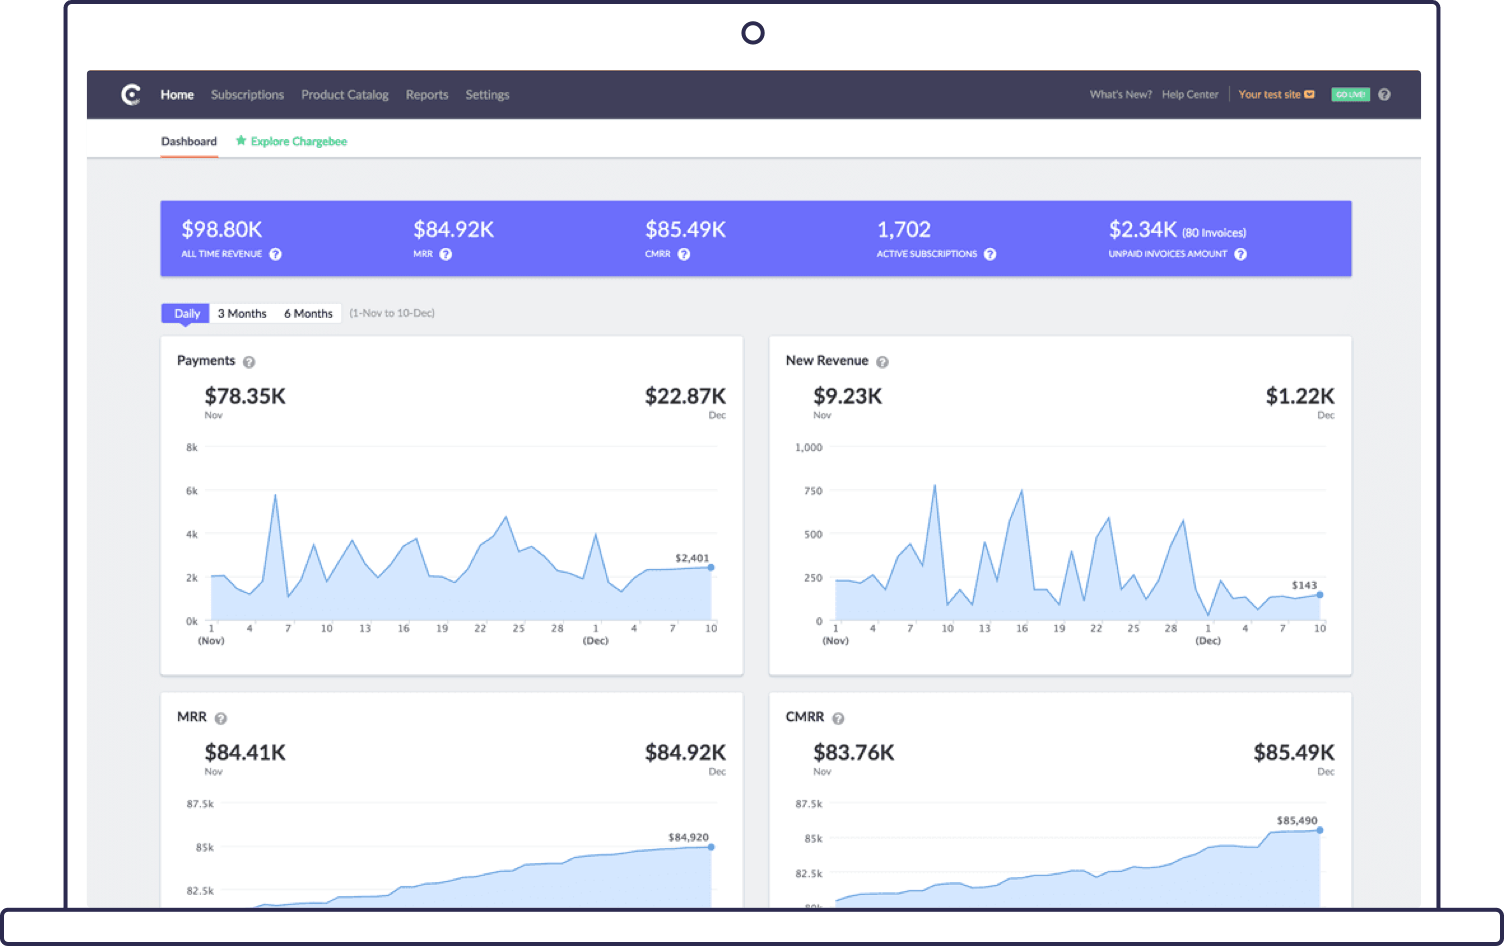 Home Subscriptions Product Catalog Reports Settings What's New? Help Center Your test site GO LIVE! ?
Dashboard Explore Chargebee
$98.80K $84.92K $85.49K 1,702 $2.34K (80 Invoices)
ALL TIME REVENUE ? MRR ? CMRR ? ACTIVE SUBSCRIPTIONS ? UNPAID INVOICES AMOUNT ?
Daily 3 Months 6 Months (1-Nov to 10-Dec)
Payments ?
$78.35K $22.87K
Nov Dec
8k
6k
4k
$2,401
2k
0k
1 4 7 10 13 16 19 22 25 28 1 4 7 10
(Nov) (Dec)
New Revenue ?
$9.23K $1.22K
Nov Dec
1,000
750
500
250
$143
0
1 4 7 10 13 16 19 22 25 28 1 4 7 10
(Nov) (Dec)
MRR ?
$84.41K $84.92K
Nov Dec
87.5k
$84,920
85k
82.5k
CMRR ?
$83.76K $85.49K
Nov Dec
87.5k
$85,490
85k
82.5k